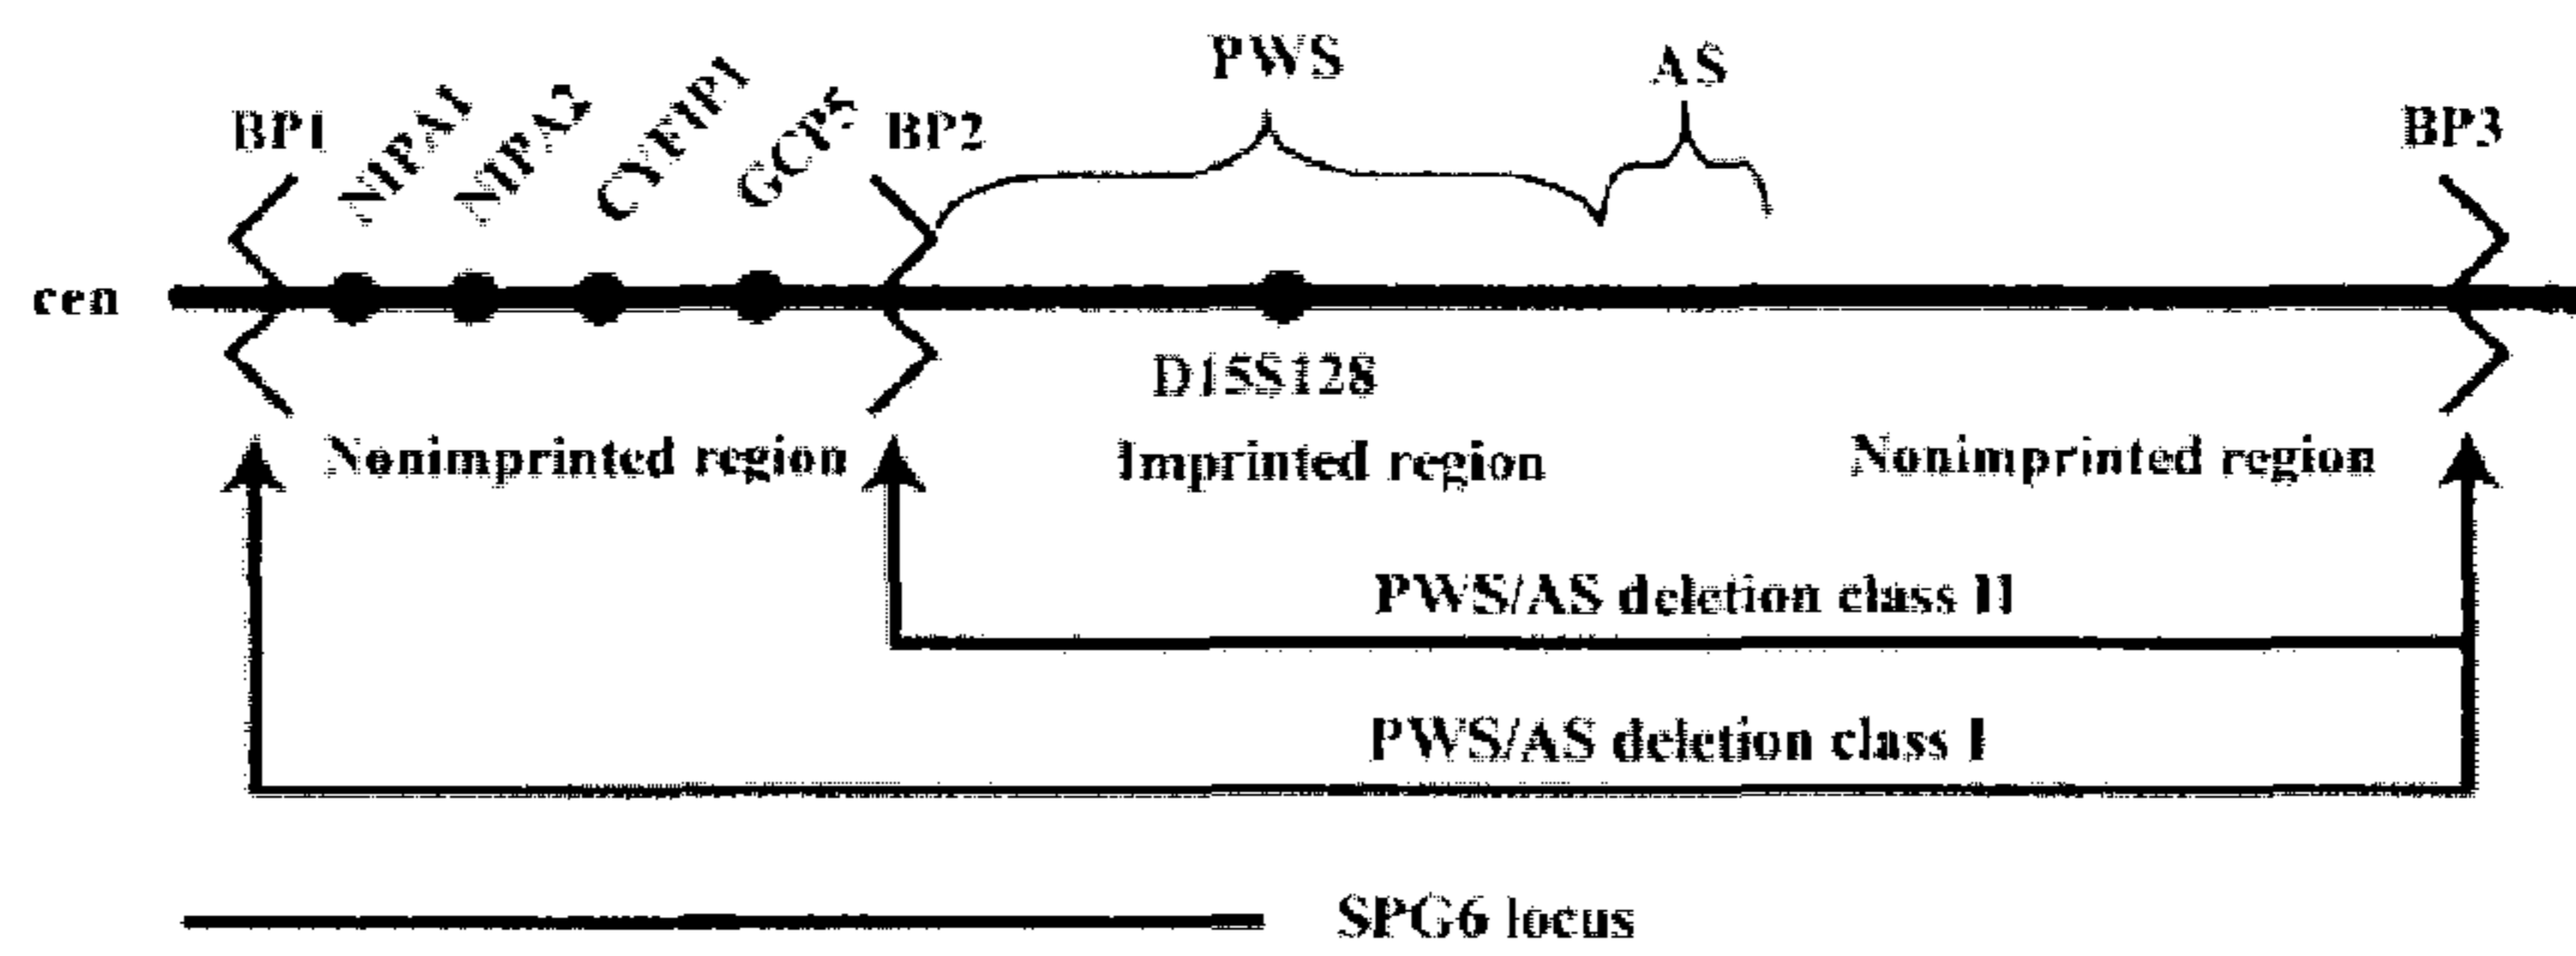 PWS
AS
BP1
NIPA1
NIPA2
CYFIP1
GCP5
BP2
BP3
cen
D15S128
Nonimprinted region
Imprinted region
Nonimprinted region
PWS/AS deletion class II
PWS/AS deletion class I
SPG6 locus